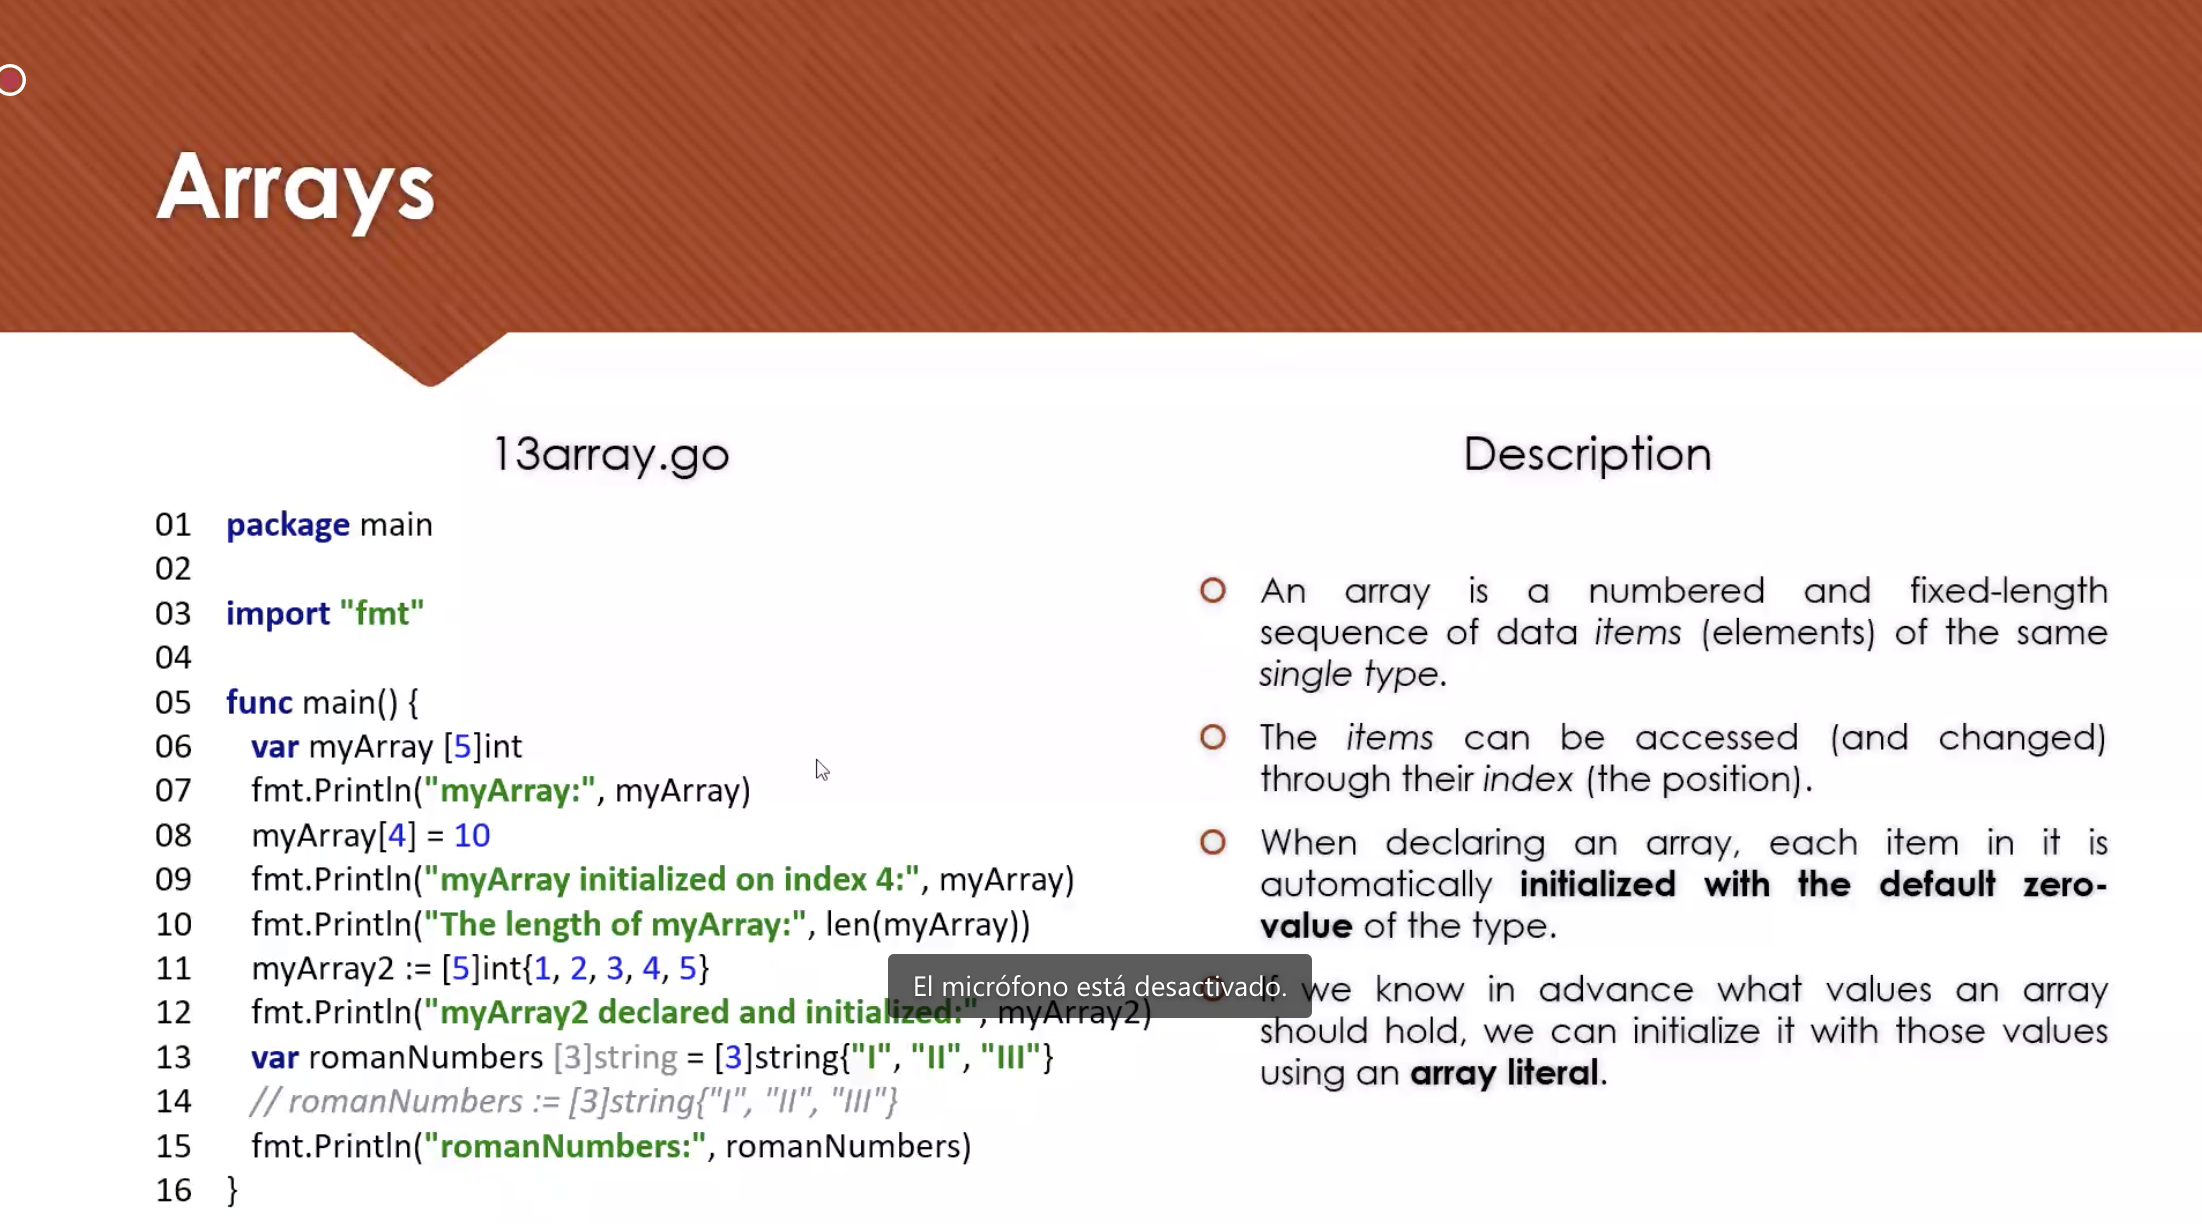 Arrays
13array.go
01 package main
02
03 import "fmt"
04
05 func main() {
06 var myArray [5]int
07 fmt.Println("myArray:", myArray)
08 myArray[4] = 10
09 fmt.Println("myArray initialized on index 4:", myArray)
10 fmt.Println("The length of myArray:", len(myArray))
11 myArray2 := [5]int{1, 2, 3, 4, 5}
12 fmt.Println("myArray2 declared and initialized:", myArray2)
13 var romanNumbers [3]string = [3]string{"I", "II", "III"}
14 // romanNumbers := [3]string{"I", "II", "III"}
15 fmt.Println("romanNumbers:", romanNumbers)
16 }
Description
An array is a numbered and fixed-length
sequence of data items (elements) of the same
single type.
The items can be accessed (and changed)
through their index (the position).
When declaring an array, each item in it is
automatically initialized with the default zero-
value of the type.
If we know in advance what values an array
should hold, we can initialize it with those values
using an array literal.
El micrófono está desactivado.